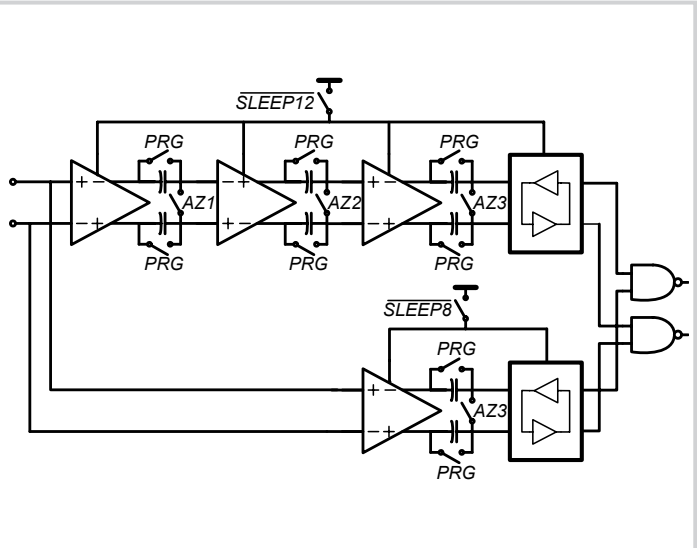 SLEEP12
PRG PRG PRG
+ − − + + − + −
AZ1 AZ2 AZ3
− + + − − + − +
PRG PRG PRG
SLEEP8
PRG
+ −
AZ3
− +
PRG